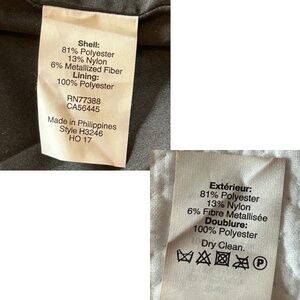 Shell:
81% Polyester
13% Nylon
6% Metallized Fiber
Lining:
100% Polyester
RN77388
CA56445
Made in Philippines
Style H3246
HO 17
Extérieur:
81% Polyester
13% Nylon
6% Fibre Metallisée
Doublure:
100% Polyester
Dry Clean.
P